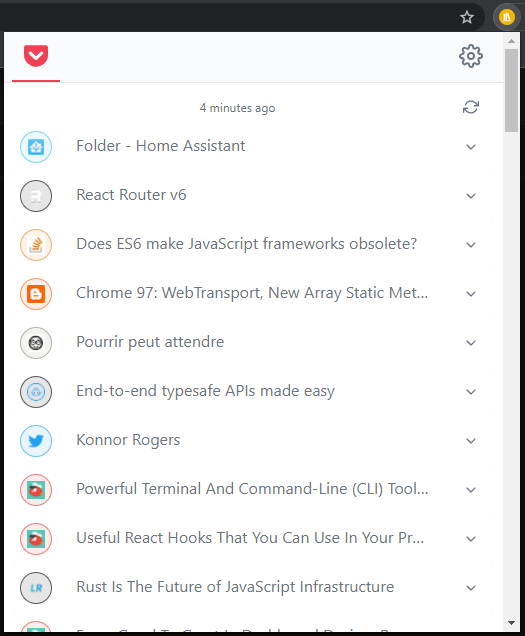 4 minutes ago
Folder - Home Assistant
React Router v6
Does ES6 make JavaScript frameworks obsolete?
Chrome 97: WebTransport, New Array Static Met...
Pourrir peut attendre
End-to-end typesafe APIs made easy
Konnor Rogers
Powerful Terminal And Command-Line (CLI) Tool...
Useful React Hooks That You Can Use In Your Pr...
LR
Rust Is The Future of JavaScript Infrastructure